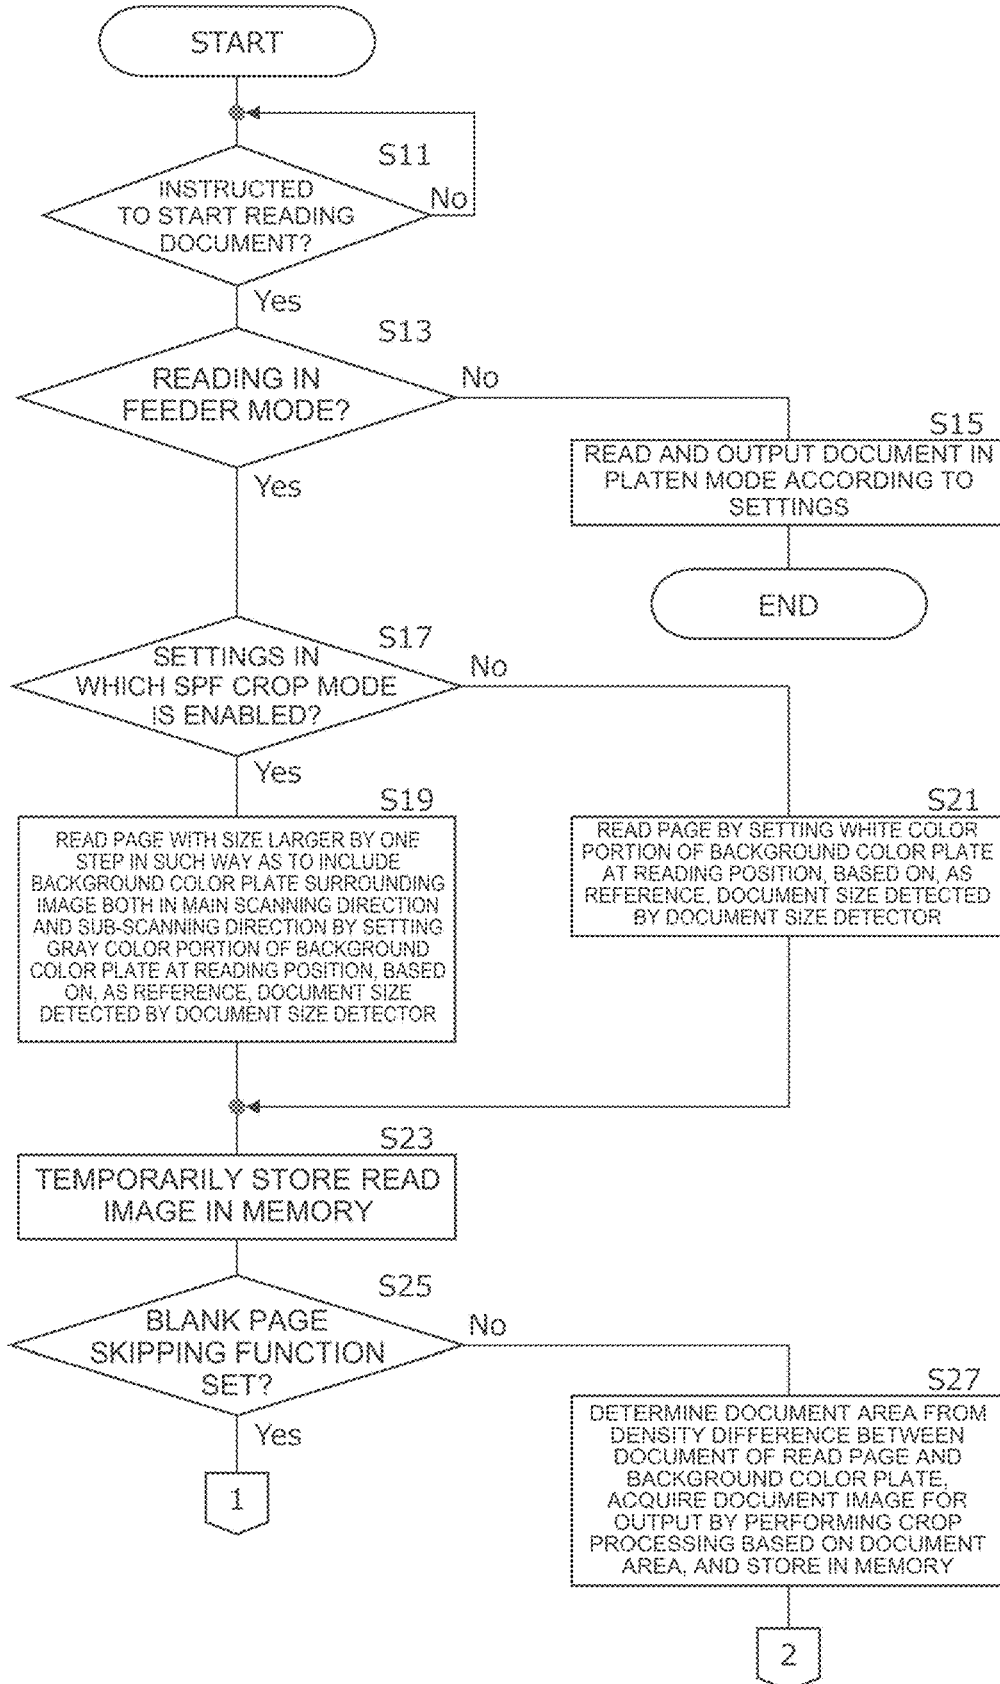 START
S11
INSTRUCTED
TO START READING
DOCUMENT?
No
Yes
S13
READING IN
FEEDER MODE?
No
Yes
S15
READ AND OUTPUT DOCUMENT IN
PLATEN MODE ACCORDING TO
SETTINGS
END
S17
SETTINGS IN
WHICH SPF CROP MODE
IS ENABLED?
No
Yes
S19
READ PAGE WITH SIZE LARGER BY ONE
STEP IN SUCH WAY AS TO INCLUDE
BACKGROUND COLOR PLATE SURROUNDING
IMAGE BOTH IN MAIN SCANNING DIRECTION
AND SUB-SCANNING DIRECTION BY SETTING
GRAY COLOR PORTION OF BACKGROUND
COLOR PLATE AT READING POSITION, BASED
ON, AS REFERENCE, DOCUMENT SIZE
DETECTED BY DOCUMENT SIZE DETECTOR
S21
READ PAGE BY SETTING WHITE COLOR
PORTION OF BACKGROUND COLOR PLATE
AT READING POSITION, BASED ON, AS
REFERENCE, DOCUMENT SIZE DETECTED
BY DOCUMENT SIZE DETECTOR
S23
TEMPORARILY STORE READ
IMAGE IN MEMORY
S25
BLANK PAGE
SKIPPING FUNCTION
SET?
No
Yes
1
S27
DETERMINE DOCUMENT AREA FROM
DENSITY DIFFERENCE BETWEEN
DOCUMENT OF READ PAGE AND
BACKGROUND COLOR PLATE,
ACQUIRE DOCUMENT IMAGE FOR
OUTPUT BY PERFORMING CROP
PROCESSING BASED ON DOCUMENT
AREA, AND STORE IN MEMORY
2